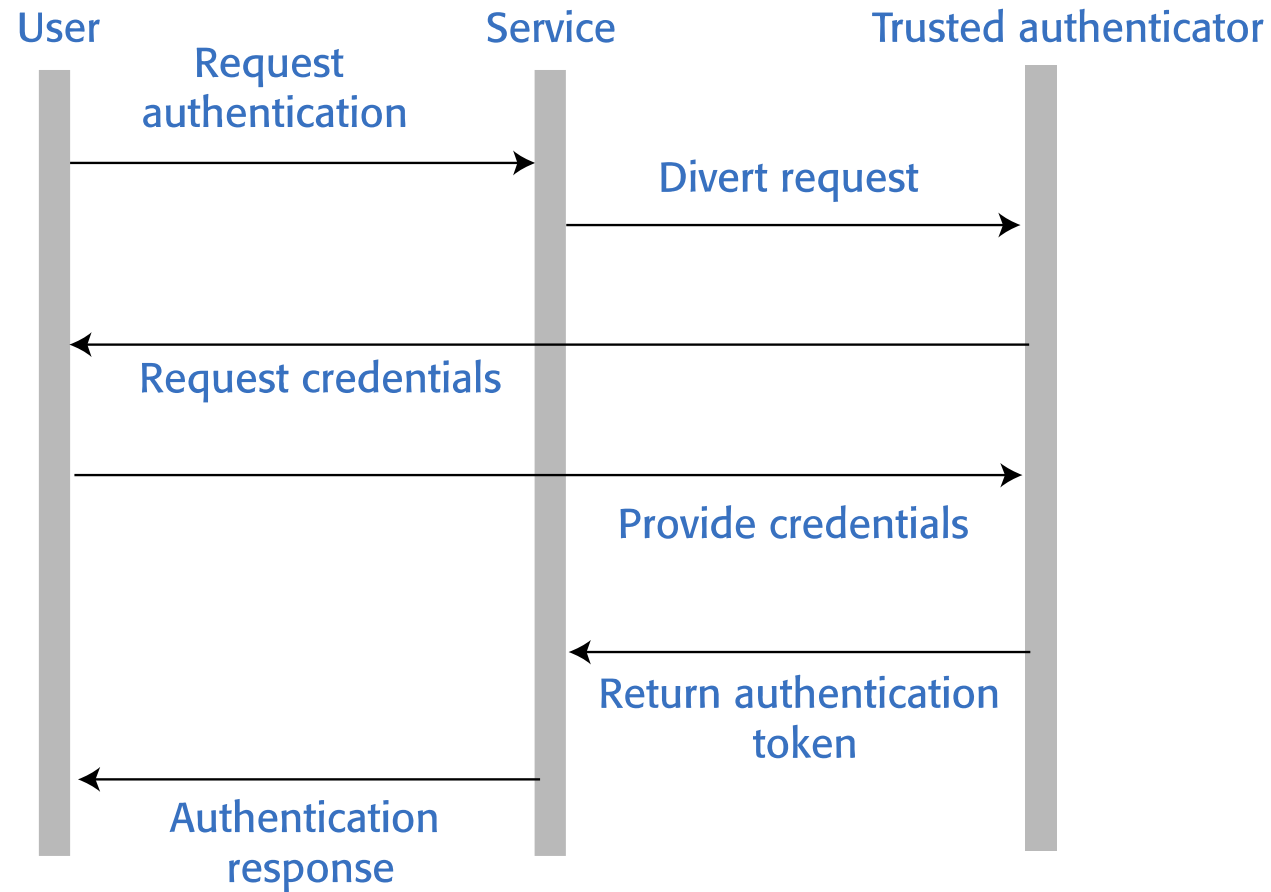 User
Service
Trusted authenticator
Request
authentication
Divert request
Request credentials
Provide credentials
Return authentication
token
Authentication
response